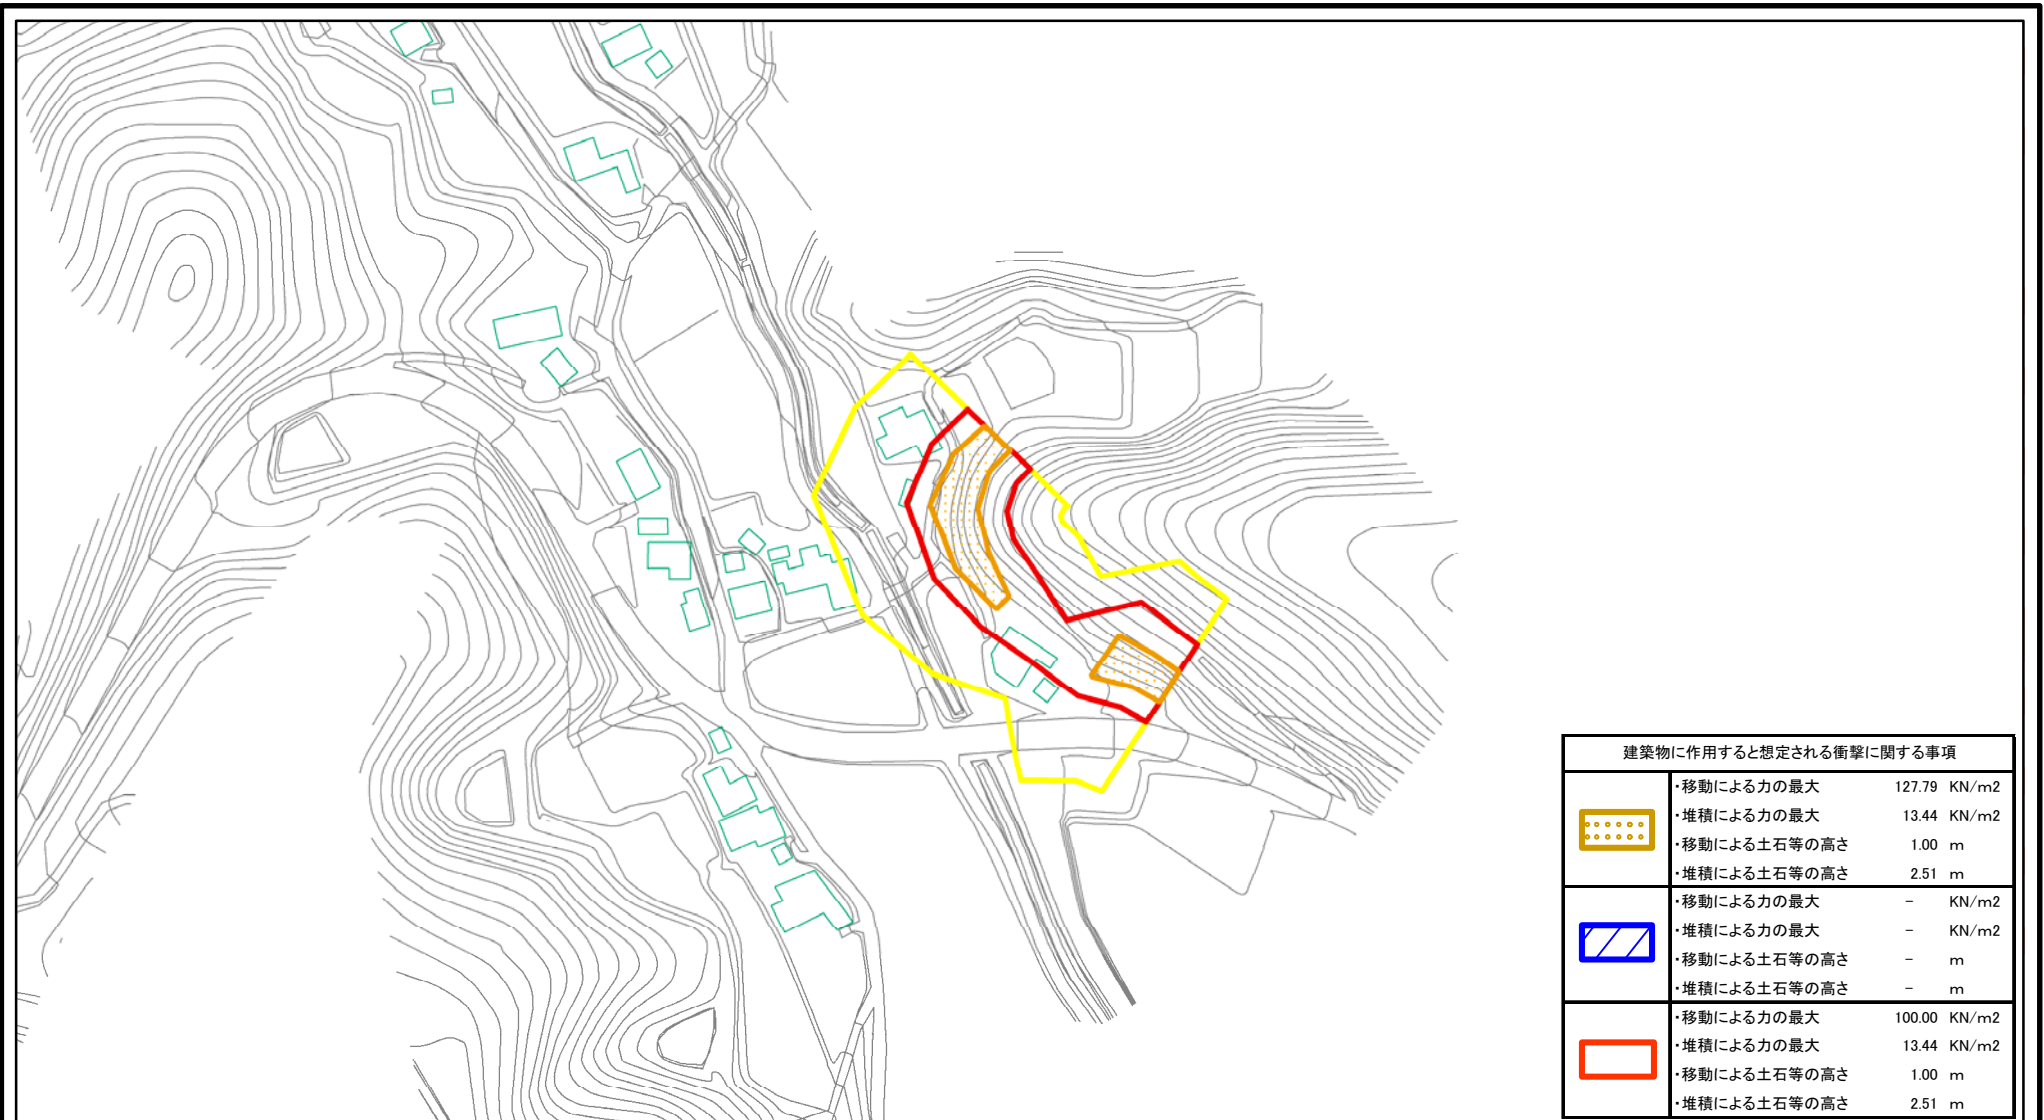 建築物に作用すると想定される衝撃に関する事項
・移動による力の最大 127.79 KN/m2
・堆積による力の最大 13.44 KN/m2
・移動による土石等の高さ 1.00 m
・堆積による土石等の高さ 2.51 m
・移動による力の最大 - KN/m2
・堆積による力の最大 - KN/m2
・移動による土石等の高さ - m
・堆積による土石等の高さ - m
・移動による力の最大 100.00 KN/m2
・堆積による力の最大 13.44 KN/m2
・移動による土石等の高さ 1.00 m
・堆積による土石等の高さ 2.51 m